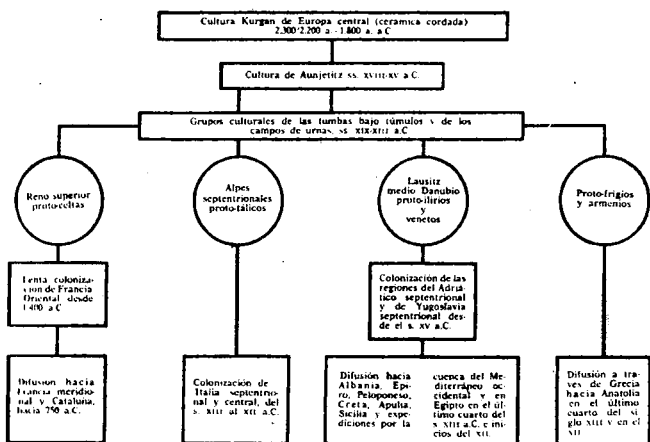 Cultura Kurgan de Europa central (cerámica cordada)
2.300/2.200 a. - 1.800 a. a C
Cultura de Aunjetitz ss. XVIII-XV a C.
Grupos culturales de las tumbas bajo túmulos y de los
campos de urnas, ss. XIX-XIII a.C
Reno superior
proto-celtas
Alpes
septentrionales
proto-itálicos
Lausitz
medio Danubio
proto-ilirios
y
venetos
Proto-frigios
y armenios
Lenta coloniza-
ción de Francia
Oriental desde
1.400 a C
Colonización de las
regiones del Adriá-
tico septentrional
y de Yugoslavia
septentrional des-
de el s. XV a.C.
Difusión hacia
Francia meridio-
nal y Cataluña,
hacia 750 a.C.
Colonización de
Italia septentrio-
nal y central, del
s. XIII al XII a.C.
Difusión hacia
Albania, Epi-
ro, Peloponeso,
Creta, Apulia,
Sicilia y expe-
diciones por la
cuenca del Me-
diterráneo oc-
cidental y en
Egipto en el úl-
timo cuarto del
s XIII a.C. e ini-
cios del XII.
Difusión a tra-
vés de Grecia
hacia Anatolia
en el último
cuarto del si-
glo XIII y en el
XII